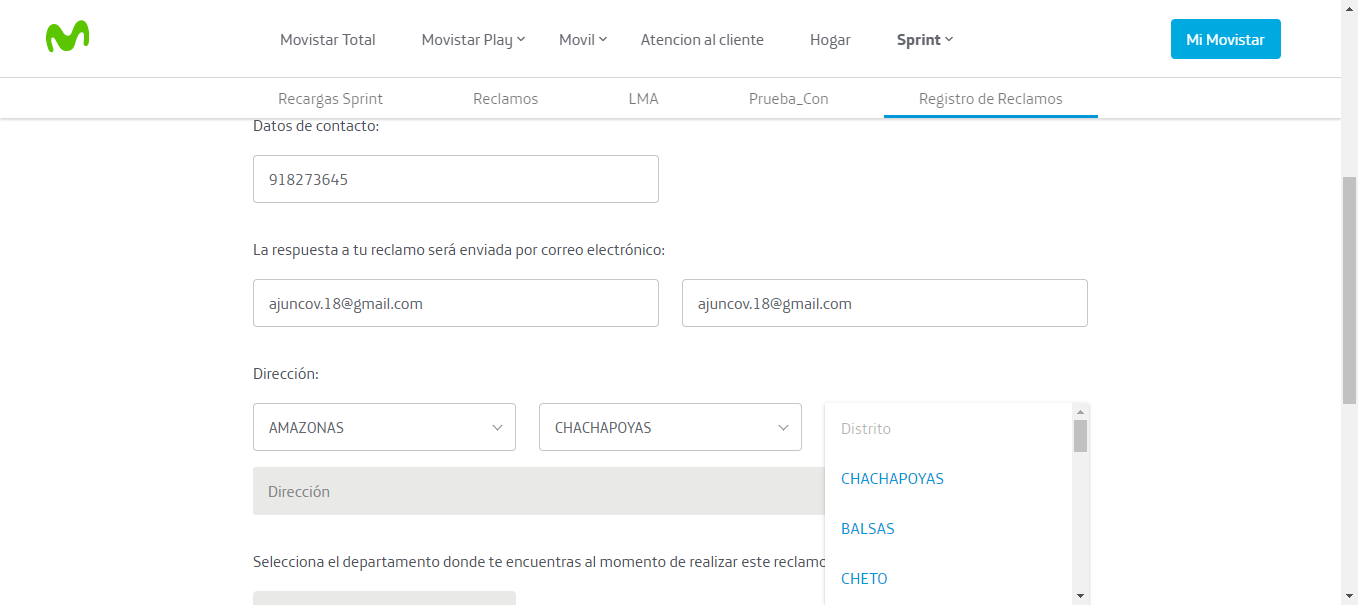 Movistar Total Movistar Play Movil Atencion al cliente Hogar Sprint Mi Movistar
Recargas Sprint Reclamos LMA Prueba_Con Registro de Reclamos
Datos de contacto:
918273645
La respuesta a tu reclamo será enviada por correo electrónico:
ajuncov.18@gmail.com ajuncov.18@gmail.com
Dirección:
AMAZONAS CHACHAPOYAS Distrito
CHACHAPOYAS
Dirección
BALSAS
Selecciona el departamento donde te encuentras al momento de realizar este reclamo
CHETO